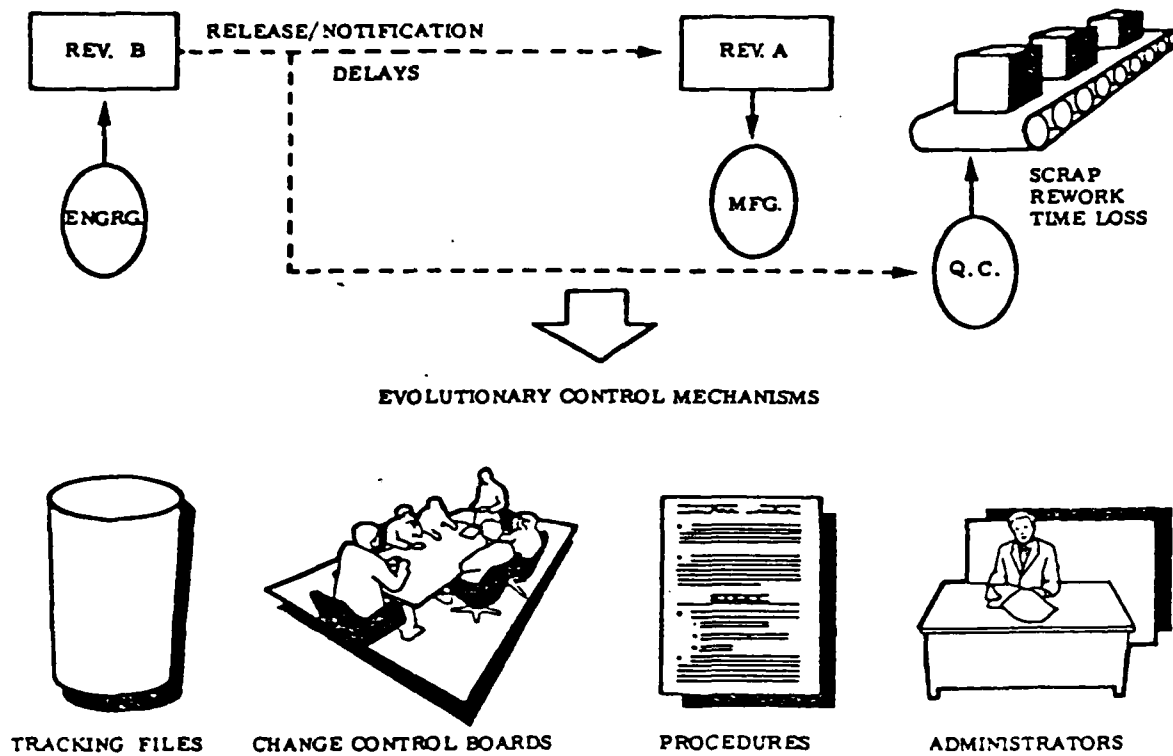 REV. B
RELEASE/NOTIFICATION
DELAYS
REV. A
ENGRG.
MFG.
SCRAP
REWORK
TIME LOSS
Q.C.
EVOLUTIONARY CONTROL MECHANISMS
TRACKING FILES
CHANGE CONTROL BOARDS
PROCEDURES
ADMINISTRATORS